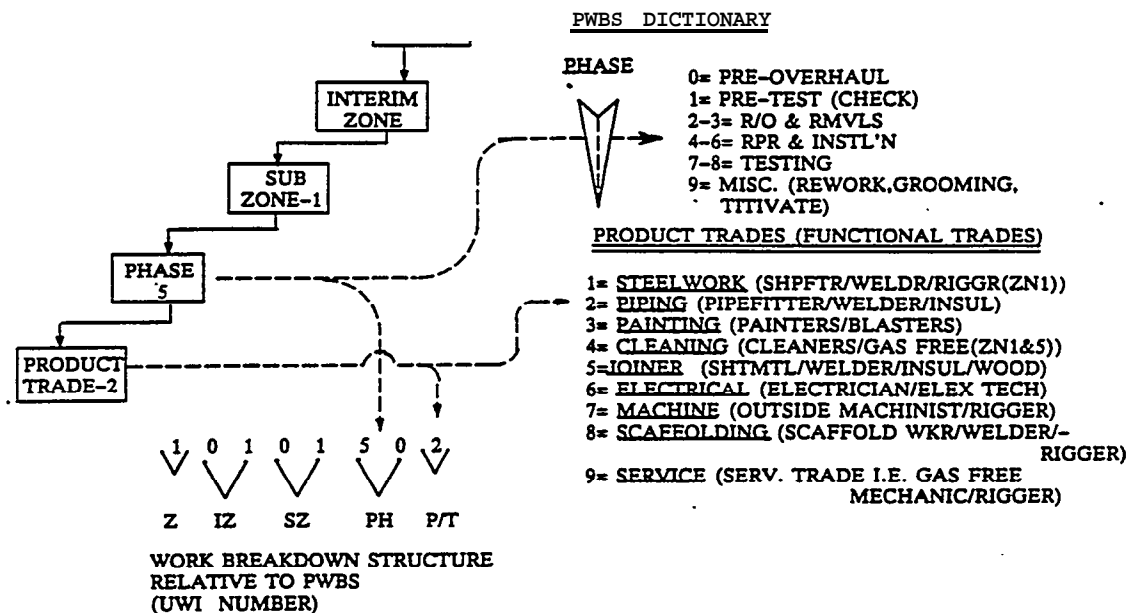 PWBS DICTIONARY
INTERIM
ZONE
SUB
ZONE-1
PHASE
5
PRODUCT
TRADE-2
PHASE
0= PRE-OVERHAUL
1= PRE-TEST (CHECK)
2-3= R/O & RMVLS
4-6= RPR & INSTL'N
7-8= TESTING
9= MISC. (REWORK,GROOMING,
TITIVATE)
PRODUCT TRADES (FUNCTIONAL TRADES)
1= STEELWORK (SHPFTR/WELDR/RIGGR(ZN1))
2= PIPING (PIPEFITTER/WELDER/INSUL)
3= PAINTING (PAINTERS/BLASTERS)
4= CLEANING (CLEANERS/GAS FREE(ZN1&5))
5=JOINER (SHTMTL/WELDER/INSUL/WOOD)
6= ELECTRICAL (ELECTRICIAN/ELEX TECH)
7= MACHINE (OUTSIDE MACHINIST/RIGGER)
8= SCAFFOLDING (SCAFFOLD WKR/WELDER/-
RIGGER)
9= SERVICE (SERV. TRADE I.E. GAS FREE
MECHANIC/RIGGER)
1 0 1 0 1 5 0 2
Z IZ SZ PH P/T
WORK BREAKDOWN STRUCTURE
RELATIVE TO PWBS
(UWI NUMBER)